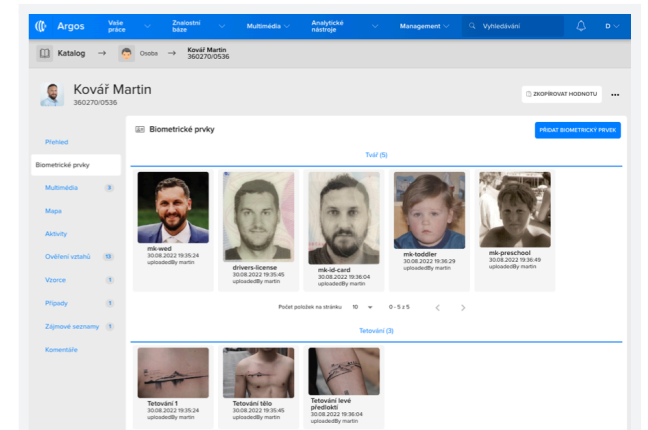 Argos
Vaše práce
Znalostní báze
Multimédia
Analytické nástroje
Management
Vyhledávání
D
Katalog → Osoba → Kovář Martin
360270/0536
Kovář Martin
360270/0536
ZKOPÍROVAT HODNOTU
Přehled
Biometrické prvky
Multimédia 5
Mapa
Aktivity
Ověření vztahů 13
Vzorce 1
Případy 1
Zájmové seznamy 1
Komentáře
Biometrické prvky
PŘIDAT BIOMETRICKÝ PRVEK
Tvář (5)
mk-wed
30.08.2022 19:35:24
uploadedBy martin
drivers-license
30.08.2022 19:35:45
uploadedBy martin
mk-id-card
30.08.2022 19:36:04
uploadedBy martin
mk-toddler
30.08.2022 19:36:29
uploadedBy martin
mk-preschool
30.08.2022 19:36:49
uploadedBy martin
Počet položek na stránku 10 0 - 5 z 5
Tetování (3)
Tetování 1
30.08.2022 19:35:24
uploadedBy martin
Tetování tělo
30.08.2022 19:35:45
uploadedBy martin
Tetování levé
předloktí
30.08.2022 19:36:04
uploadedBy martin